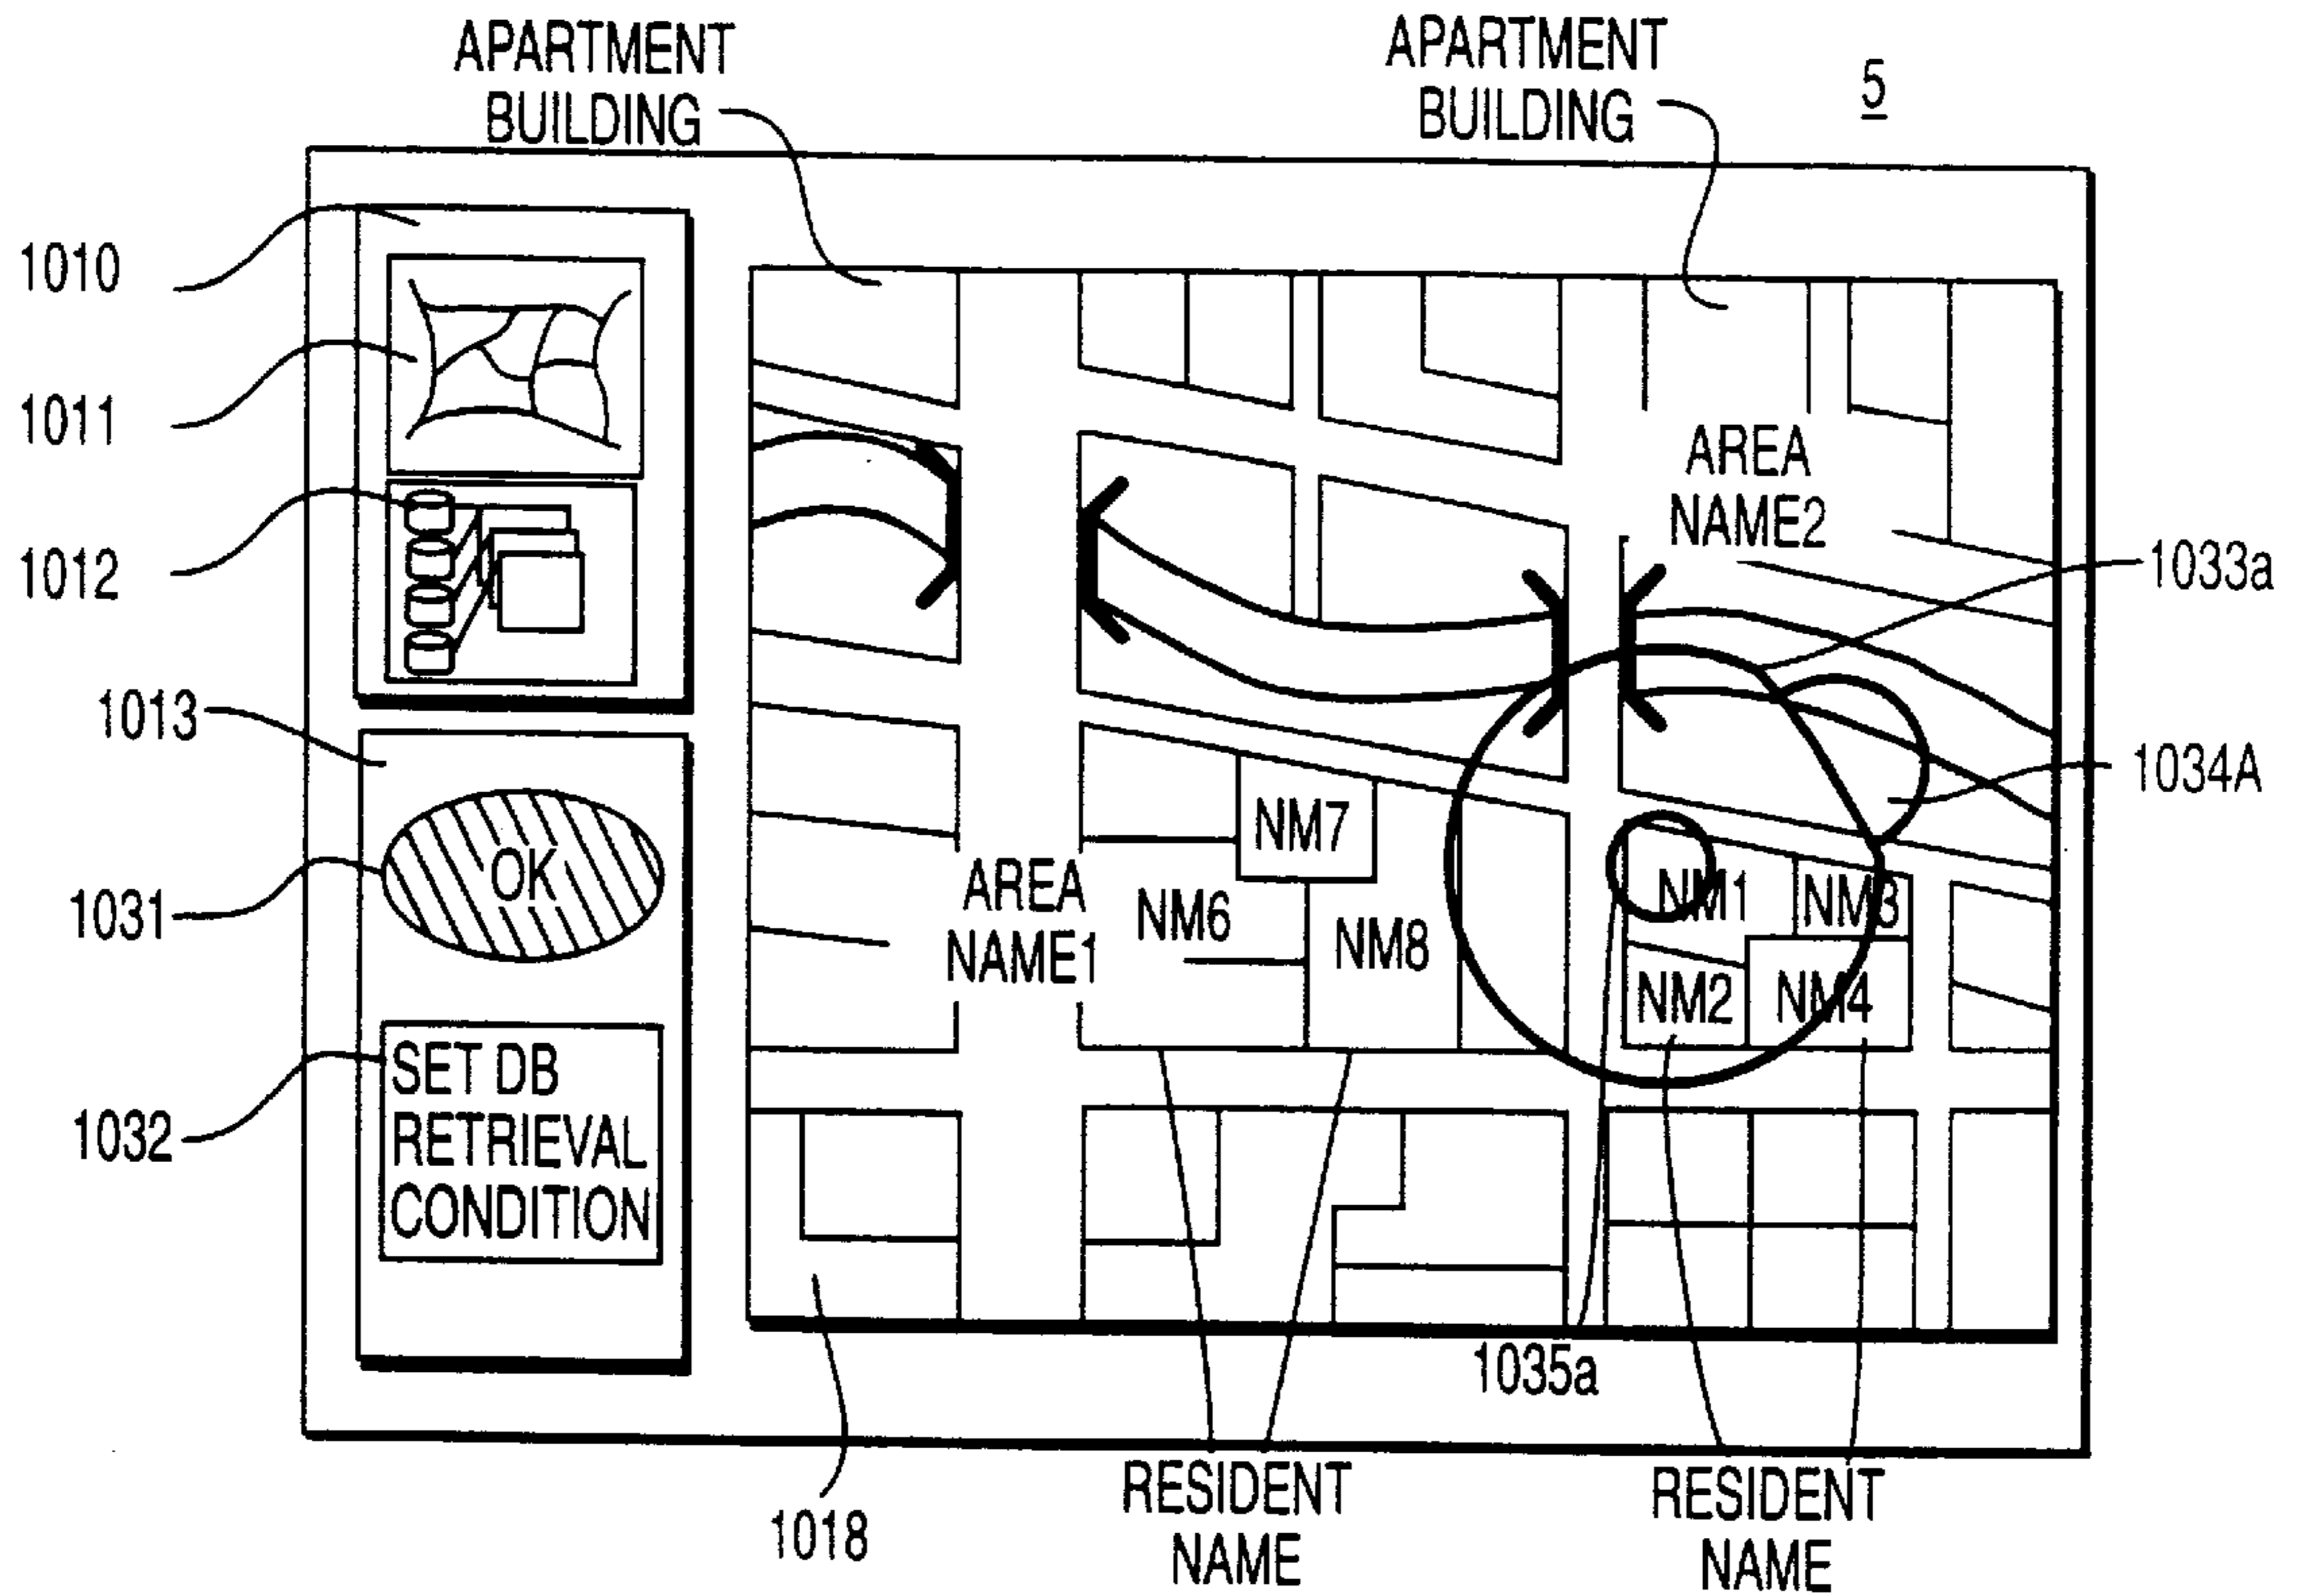 APARTMENT
BUILDING
APARTMENT
BUILDING
5
1010
1011
1012
1013
1031
OK
1032
SET DB
RETRIEVAL
CONDITION
AREA
NAME2
1033a
1034A
NM7
AREA
NAME1
NM6
NM8
NM1
NM3
NM2
NM4
1035a
1018
RESIDENT
NAME
RESIDENT
NAME